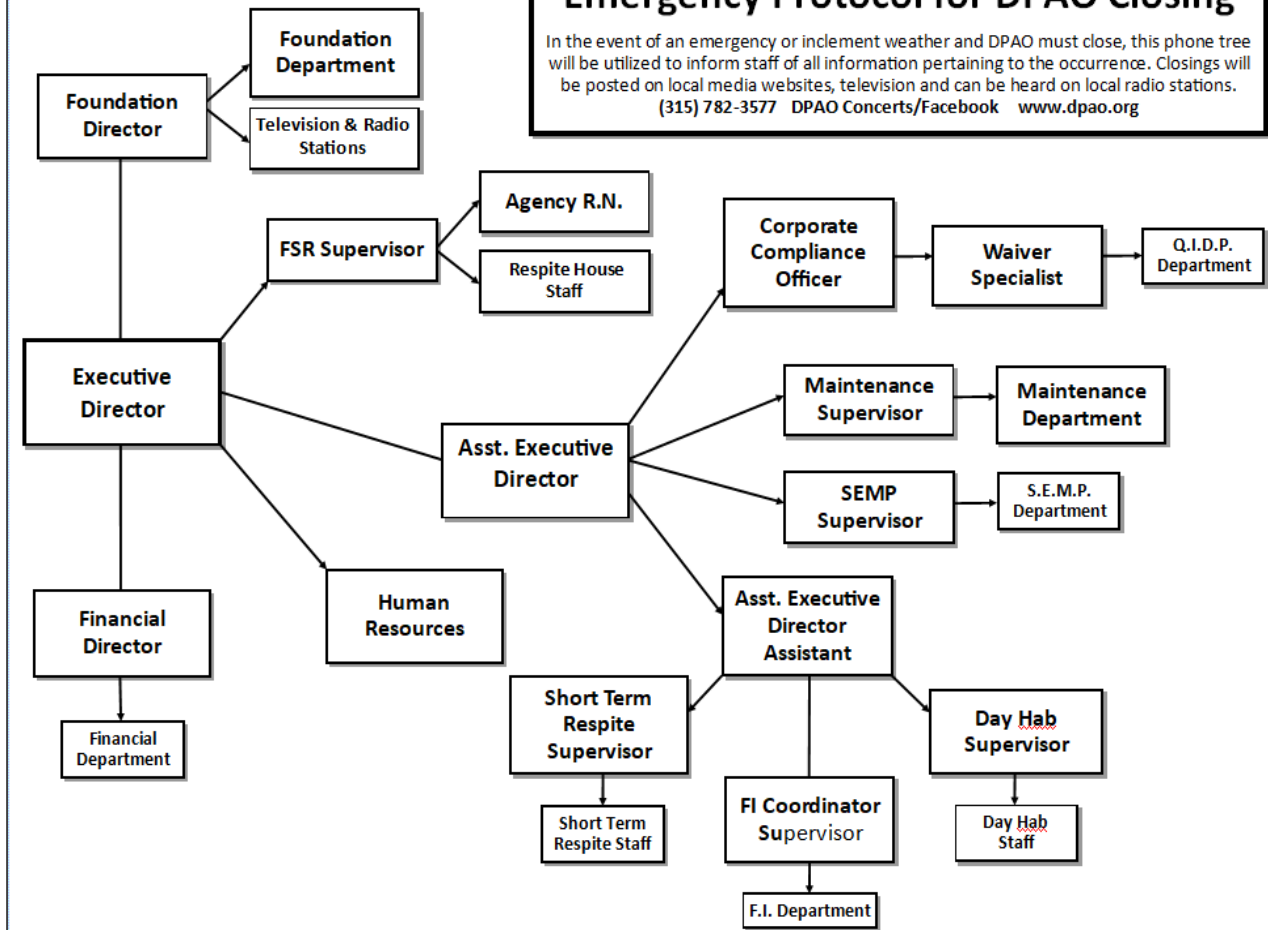 Emergency Protocol for DPAO Closing
In the event of an emergency or inclement weather and DPAO must close, this phone tree
will be utilized to inform staff of all information pertaining to the occurrence. Closings will
be posted on local media websites, television and can be heard on local radio stations.
(315) 782-3577 DPAO Concerts/Facebook www.dpao.org
Foundation
Department
Foundation
Director
Television & Radio
Stations
Agency R.N.
FSR Supervisor
Respite House
Staff
Corporate
Compliance
Officer
Waiver
Specialist
Q.I.D.P.
Department
Executive
Director
Maintenance
Supervisor
Maintenance
Department
Asst. Executive
Director
SEMP
Supervisor
S.E.M.P.
Department
Human
Resources
Financial
Director
Asst. Executive
Director
Assistant
Financial
Department
Short Term
Respite
Supervisor
Day Hab
Supervisor
Short Term
Respite Staff
FI Coordinator
Supervisor
Day Hab
Staff
F.I. Department